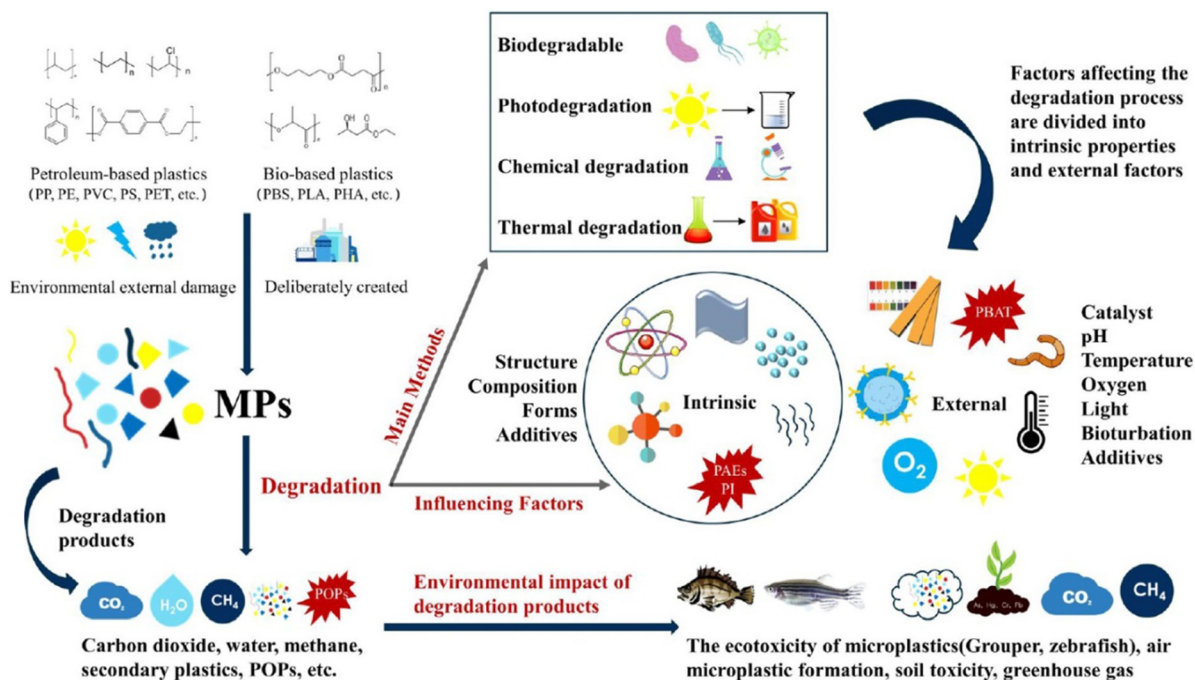 Cl
n
n
n
n
n
n
n
Petroleum-based plastics
(PP, PE, PVC, PS, PET, etc.)
Bio-based plastics
(PBS, PLA, PHA, etc.)
Environmental external damage
Deliberately created
MPs
Degradation
Degradation
products
CO₂
H₂O
CH₄
POPs
Carbon dioxide, water, methane,
secondary plastics, POPs, etc.
Main Methods
Influencing Factors
Biodegradable
Photodegradation
Chemical degradation
Thermal degradation
Structure
Composition
Forms
Additives
Intrinsic
PAEs
PI
Factors affecting the
degradation process
are divided into
intrinsic properties
and external factors
PBAT
External
O₂
Catalyst
pH
Temperature
Oxygen
Light
Bioturbation
Additives
Environmental impact of
degradation products
As, Hg, Cr, Pb
CO₂
CH₄
The ecotoxicity of microplastics(Grouper, zebrafish), air
microplastic formation, soil toxicity, greenhouse gas